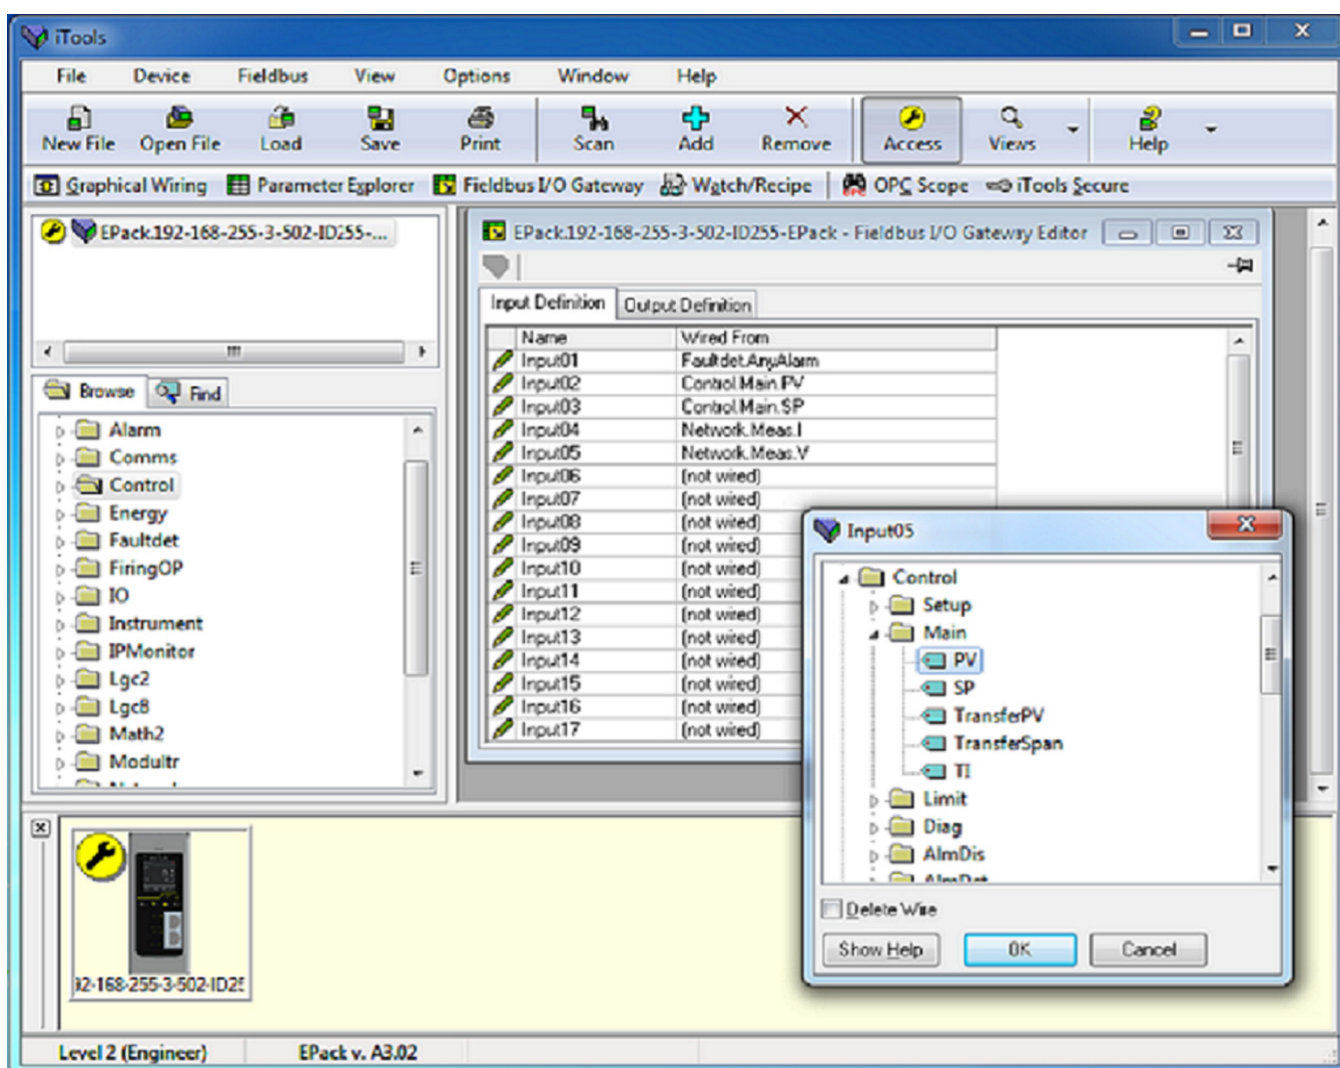 iTools
File Device Fieldbus View Options Window Help
New File Open File Load Save Print Scan Add Remove Access Views Help
Graphical Wiring Parameter Explorer Fieldbus I/O Gateway Watch/Recipe OPC Scope iTools Secure
EPack.192-168-255-3-502-ID255-...
Browse Find
Alarm
Comms
Control
Energy
Faultdet
FiringOP
IO
Instrument
IPMonitor
Lgc2
Lgc8
Math2
Modultr
EPack.192-168-255-3-502-ID255-EPack - Fieldbus I/O Gateway Editor
Input Definition Output Definition
Name Wired From
Input01 Faultdet.AnyAlarm
Input02 Control.Main.PV
Input03 Control.Main.SP
Input04 Network.Meas.I
Input05 Network.Meas.V
Input06 (not wired)
Input07 (not wired)
Input08 (not wired)
Input09 (not wired)
Input10 (not wired)
Input11 (not wired)
Input12 (not wired)
Input13 (not wired)
Input14 (not wired)
Input15 (not wired)
Input16 (not wired)
Input17 (not wired)
Input05
Control
Setup
Main
PV
SP
TransferPV
TransferSpan
TI
Limit
Diag
AlmDis
Delete Wire
Show Help OK Cancel
92-168-255-3-502-ID25
Level 2 (Engineer) EPack v. A3.02